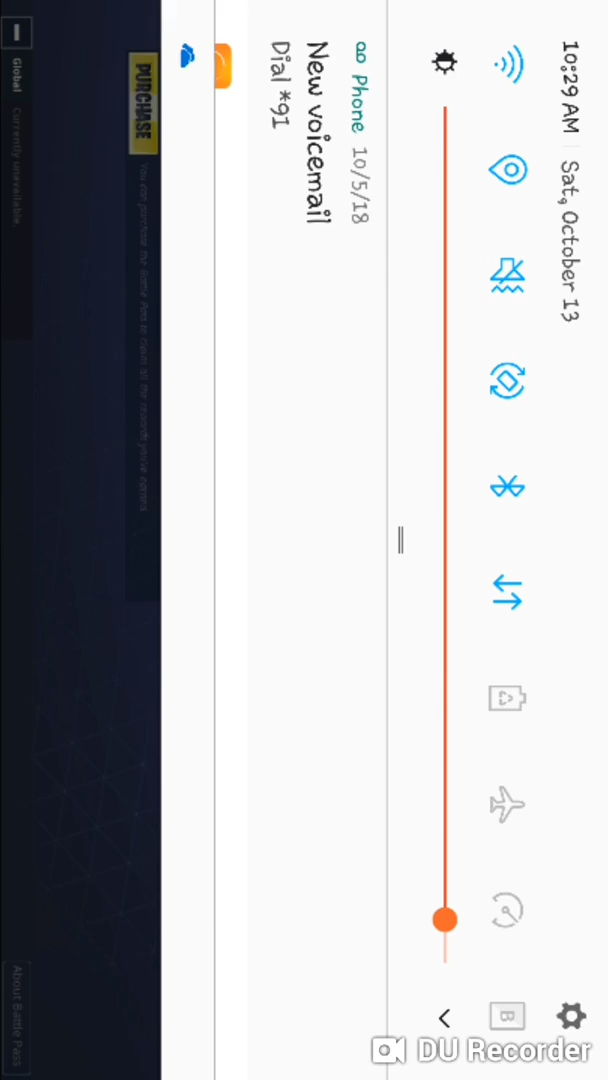 10:29 AM | Sat, October 13
Phone 10/5/18
New voicemail
Dial *91
PURCHASE
You can purchase the Battle Pass to claim all the rewards you've earned
Global Currently unavailable.
About Battle Pass
B
DU Recorder